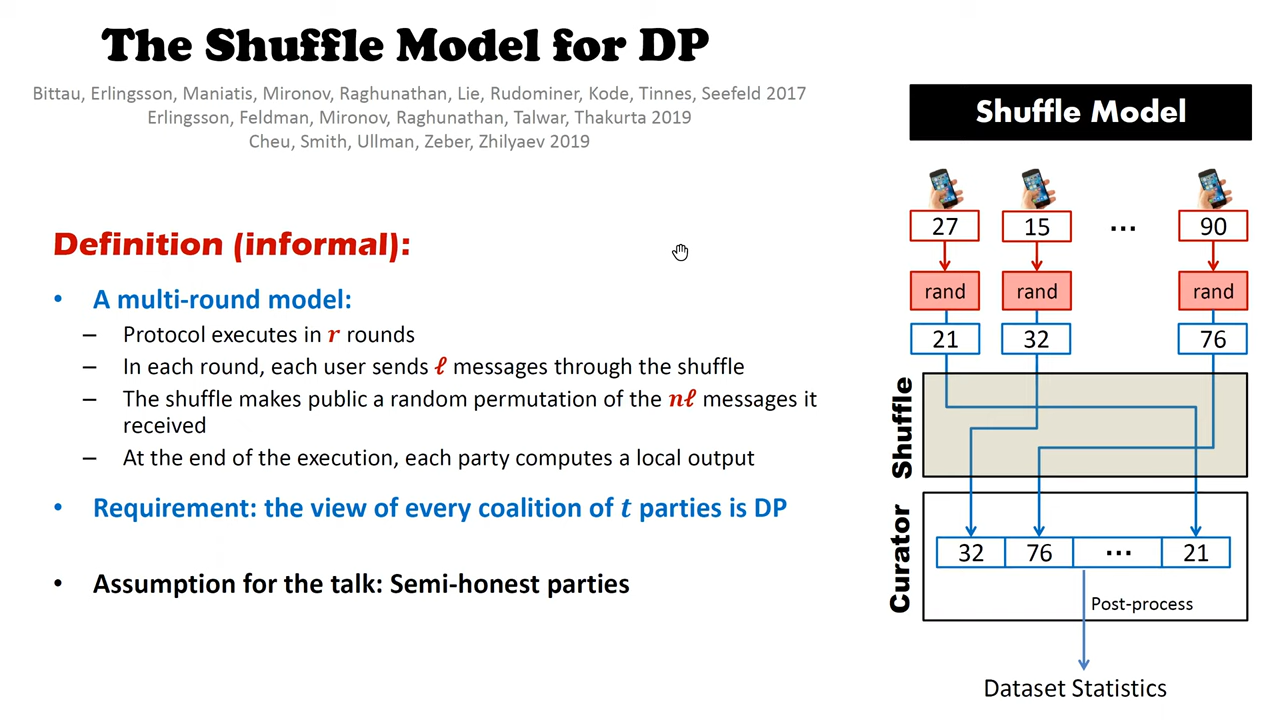 The Shuffle Model for DP
Bittau, Erlingsson, Maniatis, Mironov, Raghunathan, Lie, Rudominer, Kode, Tinnes, Seefeld 2017
Erlingsson, Feldman, Mironov, Raghunathan, Talwar, Thakurta 2019
Cheu, Smith, Ullman, Zeber, Zhilyaev 2019
Definition (informal):
• A multi-round model:
– Protocol executes in r rounds
– In each round, each user sends ℓ messages through the shuffle
– The shuffle makes public a random permutation of the nℓ messages it
received
– At the end of the execution, each party computes a local output
• Requirement: the view of every coalition of t parties is DP
• Assumption for the talk: Semi-honest parties
Shuffle Model
27 15 ... 90
rand rand rand
21 32 76
Shuffle
Curator
32 76 ... 21
Post-process
Dataset Statistics